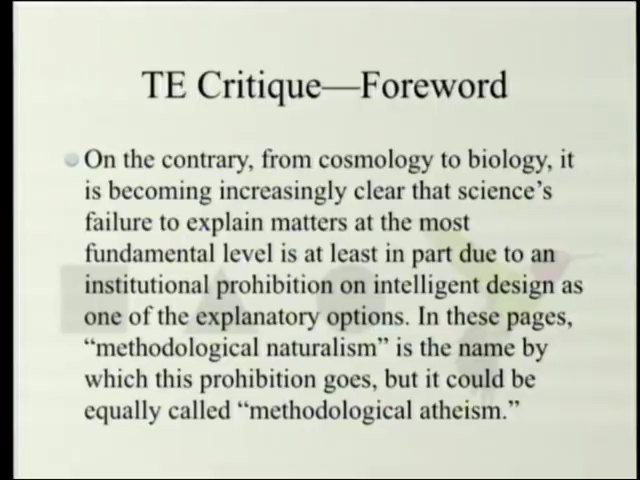 TE Critique—Foreword
On the contrary, from cosmology to biology, it
is becoming increasingly clear that science's
failure to explain matters at the most
fundamental level is at least in part due to an
institutional prohibition on intelligent design as
one of the explanatory options. In these pages,
“methodological naturalism” is the name by
which this prohibition goes, but it could be
equally called “methodological atheism.”